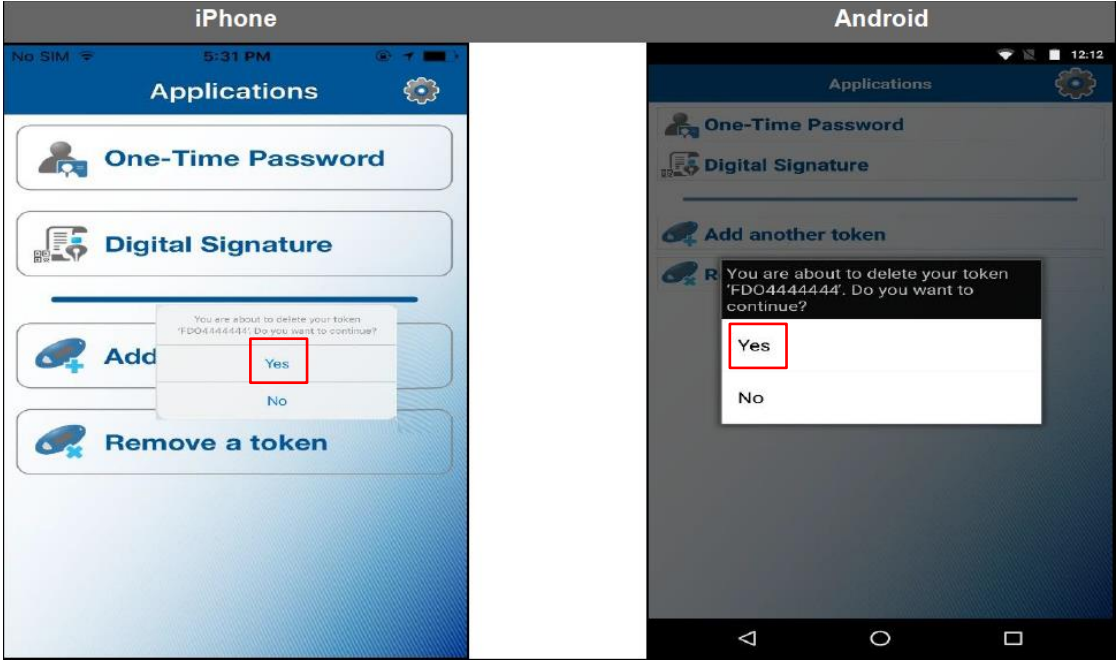 iPhone
Android
No SIM
5:31 PM
Applications
One-Time Password
Digital Signature
You are about to delete your token
'FDO4444444'. Do you want to continue?
Add
Yes
No
Remove a token
12:12
Applications
One-Time Password
Digital Signature
Add another token
R
You are about to delete your token
'FDO4444444'. Do you want to
continue?
Yes
No